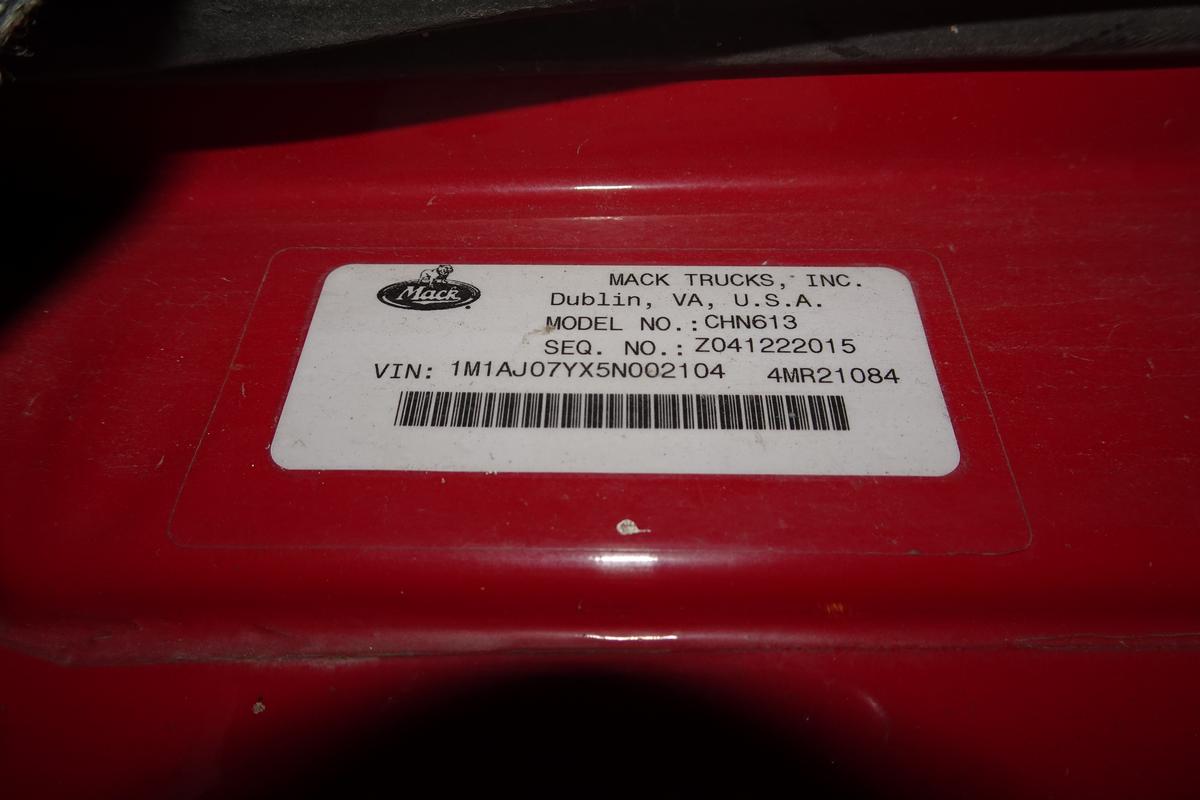 Mack
MACK TRUCKS, INC.
Dublin, VA, U.S.A.
MODEL NO.: CHN613
SEQ. NO.: Z041222015
VIN: 1M1AJ07YX5N002104 4MR21084